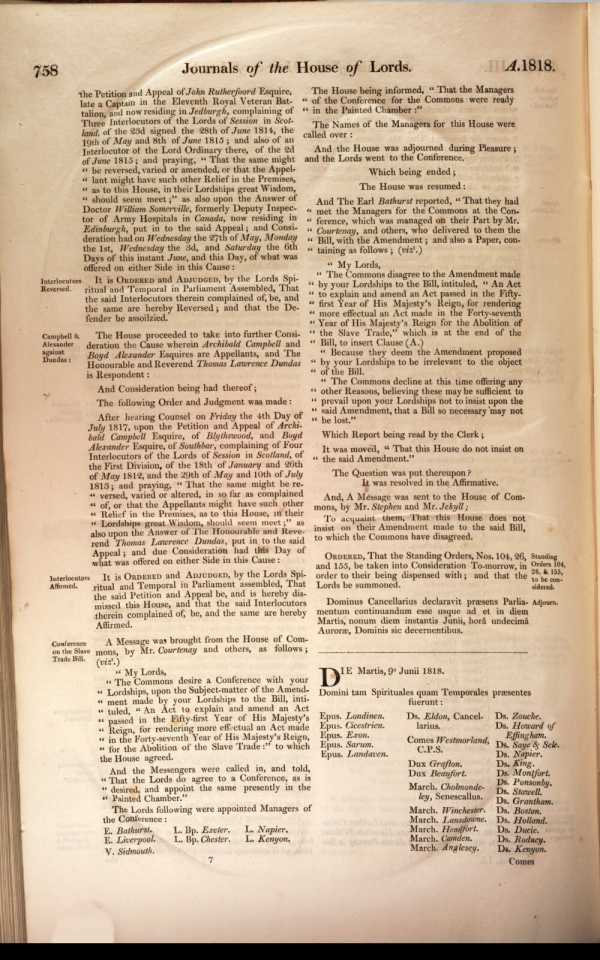 758
Journals of the House of Lords.
A.1818.
the Petition and Appeal of John Rutherfoord Esquire,
late a Captain in the Eleventh Royal Veteran Bat-
talion, and now residing in Jedburgh, complaining of
Three Interlocutors of the Lords of Session in Scot-
land, of the 23d signed the 28th of June 1814, the
19th of May and 8th of June 1815; and also of an
Interlocutor of the Lord Ordinary there, of the 2d
of June 1815; and praying, "That the same might
" be reversed, varied or amended, or that the Appel-
" lant might have such other Relief in the Premises,
" as to this House, in their Lordships great Wisdom,
" should seem meet;" as also upon the Answer of
Doctor William Somerville, formerly Deputy Inspec-
tor of Army Hospitals in Canada, now residing in
Edinburgh, put in to the said Appeal; and Consi-
deration had on Wednesday the 27th of May, Monday
the 1st, Wednesday the 3d, and Saturday the 6th
Days of this instant June, and this Day, of what was
offered on either Side in this Cause:
Interlocutors
Reversed.
It is ORDERED and ADJUDGED, by the Lords Spi-
ritual and Temporal in Parliament Assembled, That
the said Interlocutors therein complained of, be, and
the same are hereby Reversed; and that the De-
fender be assoilzied.
Campbell &
Alexander
against
Dundas:
The House proceeded to take into further Consi-
deration the Cause wherein Archibald Campbell and
Boyd Alexander Esquires are Appellants, and The
Honourable and Reverend Thomas Lawrence Dundas
is Respondent:
And Consideration being had thereof;
The following Order and Judgment was made:
After hearing Counsel on Friday the 4th Day of
July 1817, upon the Petition and Appeal of Archi-
bald Campbell Esquire, of Blythswood, and Boyd
Alexander Esquire, of Southbar, complaining of Four
Interlocutors of the Lords of Session in Scotland, of
the First Division, of the 18th of January and 20th
of May 1812, and the 29th of May and 10th of July
1813; and praying, "That the same might be re-
" versed, varied or altered, in so far as complained
" of, or that the Appellants might have such other
" Relief in the Premises, as to this House, in their
" Lordships great Wisdom, should seem meet;" as
also upon the Answer of The Honourable and Reve-
rend Thomas Lawrence Dundas, put in to the said
Appeal; and due Consideration had this Day of
what was offered on either Side in this Cause:
Interlocutors
Affirmed.
It is ORDERED and ADJUDGED, by the Lords Spi-
ritual and Temporal in Parliament assembled, That
the said Petition and Appeal be, and is hereby dis-
missed this House, and that the said Interlocutors
therein complained of, be, and the same are hereby
Affirmed.
Conference
on the Slave
Trade Bill.
A Message was brought from the House of Com-
mons, by Mr. Courtenay and others, as follows;
(viz'.)
" My Lords,
" The Commons desire a Conference with your
" Lordships, upon the Subject-matter of the Amend-
" ment made by your Lordships to the Bill, inti-
" tuled, "An Act to explain and amend an Act
" passed in the Fifty-first Year of His Majesty's
" Reign, for rendering more effectual an Act made
" in the Forty-seventh Year of His Majesty's Reign,
" for the Abolition of the Slave Trade:" to which
the House agreed.
And the Messengers were called in, and told,
"That the Lords do agree to a Conference, as is
" desired, and appoint the same presently in the
" Painted Chamber."
The Lords following were appointed Managers of
the Conference:
E. Bathurst. L. Bp. Exeter. L. Napier.
E. Liverpool. L. Bp. Chester. L. Kenyon.
V. Sidmouth.
7
The House being informed, "That the Managers
" of the Conference for the Commons were ready
" in the Painted Chamber:"
The Names of the Managers for this House were
called over:
And the House was adjourned during Pleasure;
and the Lords went to the Conference.
Which being ended;
The House was resumed:
And The Earl Bathurst reported, "That they had
" met the Managers for the Commons at the Con-
" ference, which was managed on their Part by Mr.
" Courtenay, and others, who delivered to them the
" Bill, with the Amendment; and also a Paper, con-
" taining as follows; (viz'.)
" My Lords,
" The Commons disagree to the Amendment made
" by your Lordships to the Bill, intituled, "An Act
" to explain and amend an Act passed in the Fifty-
" first Year of His Majesty's Reign, for rendering
" more effectual an Act made in the Forty-seventh
" Year of His Majesty's Reign for the Abolition of
" the Slave Trade," which is at the end of the
" Bill, to insert Clause (A.)
" Because they deem the Amendment proposed
" by your Lordships to be irrelevant to the object
" of the Bill.
" The Commons decline at this time offering any
" other Reasons, believing these may be sufficient to
" prevail upon your Lordships not to insist upon the
" said Amendment, that a Bill so necessary may not
" be lost."
Which Report being read by the Clerk;
It was moved, "That this House do not insist on
" the said Amendment."
The Question was put thereupon?
It was resolved in the Affirmative.
And, A Message was sent to the House of Com-
mons, by Mr. Stephen and Mr. Jekyll;
To acquaint them, That this House does not
insist on their Amendment made to the said Bill,
to which the Commons have disagreed.
ORDERED, That the Standing Orders, Nos. 104, 26,
and 155, be taken into Consideration To-morrow, in
order to their being dispensed with; and that the
Lords be summoned.
Standing
Orders 104,
26, & 155,
to be con-
sidered.
Dominus Cancellarius declaravit præsens Parlia-
mentum continuandum esse usque ad et in diem
Martis, nonum diem instantis Junii, horâ undecimâ
Auroræ, Dominis sic decernentibus.
Adjourn.
DIE Martis, 9º Junii 1818.
Domini tam Spirituales quam Temporales præsentes
fuerunt:
Epus. Londinen.
Epus. Cicestrien.
Epus. Exon.
Epus. Sarum.
Epus. Landaven.
Ds. Eldon, Cancel-
larius.
Comes Westmorland,
C.P.S.
Dux Grafton.
Dux Beaufort.
March. Cholmonde-
ley, Senescallus.
March. Winchester.
March. Lansdowne.
March. Headfort.
March. Camden.
March. Anglesey.
Ds. Zouche.
Ds. Howard of
Effingham.
Ds. Saye & Sele.
Ds. Napier.
Ds. King.
Ds. Montfort.
Ds. Ponsonby.
Ds. Stowell.
Ds. Grantham.
Ds. Boston.
Ds. Holland.
Ds. Ducie.
Ds. Rodney.
Ds. Kenyon.
Comes